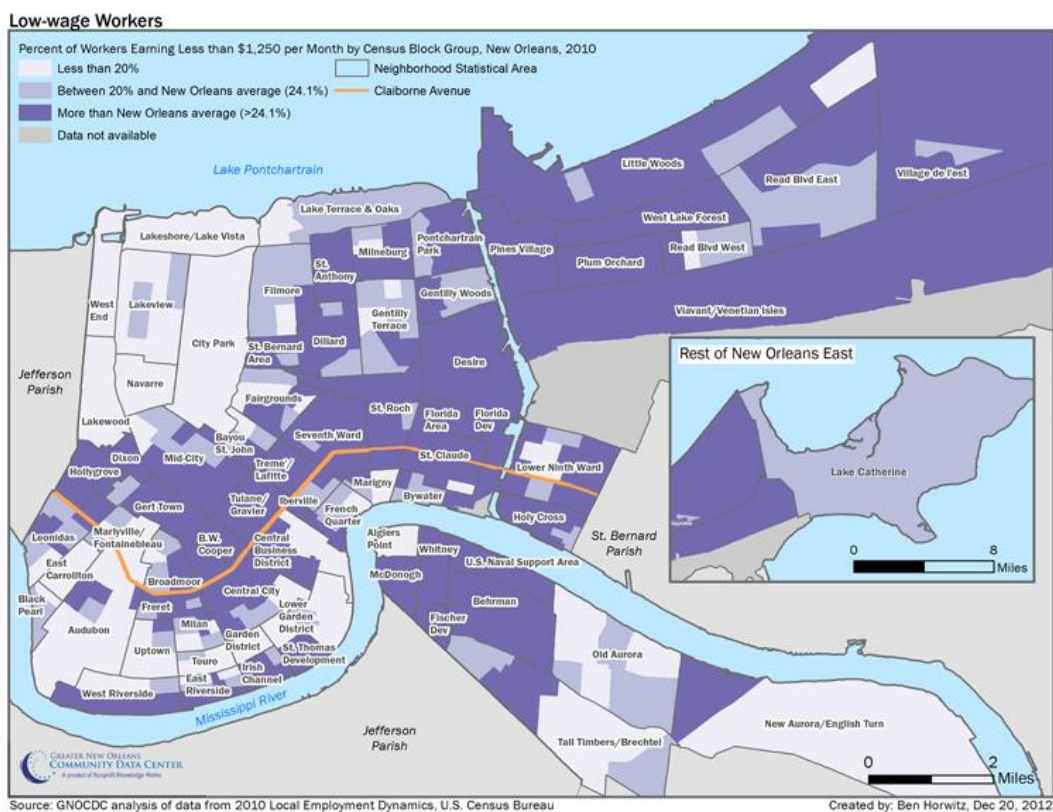 Low-wage Workers
Percent of Workers Earning Less than $1,250 per Month by Census Block Group, New Orleans, 2010
Less than 20%
Neighborhood Statistical Area
Between 20% and New Orleans average (24.1%)
Claiborne Avenue
More than New Orleans average (>24.1%)
Data not available
Lake Pontchartrain
Little Woods
Read Blvd East
Village de l'est
Lake Terrace & Oaks
Lakeshore/Lake Vista
West Lake Forest
Pontchartrain
Park
Milneburg
Pines Village
Read Blvd West
Plum Orchard
St.
Anthony
Filmore
Gentilly Woods
West
End
Lakeview
Gentilly
Terrace
Viavant/Venetian Isles
City Park
St. Bernard
Area
Dillard
Desire
Rest of New Orleans East
Jefferson
Parish
Navarre
Fairgrounds
St. Roch
Florida
Area
Florida
Dev
Lakewood
Bayou
St. John
Seventh Ward
Dixon
Mid-City
Treme/
Lafitte
St. Claude
Lower Ninth Ward
Hollygrove
Lake Catherine
Marigny
Bywater
Gert Town
Tulane/
Gravier
Iberville
French
Quarter
Holy Cross
Leonidas
Marlyville/
Fontainebleau
B.W.
Cooper
Central
Business
District
Algiers
Point
Whitney
St. Bernard
Parish
0
8
Miles
East
Carrollton
U.S. Naval Support Area
McDonogh
Broadmoor
Central City
Behrman
Black
Pearl
Freret
Lower
Garden
District
Audubon
Milan
Garden
District
Fischer
Dev
Uptown
Touro
St. Thomas
Development
Old Aurora
Irish
Channel
East
Riverside
West Riverside
Mississippi River
New Aurora/English Turn
Jefferson
Parish
Tall Timbers/Brechtel
GREATER NEW ORLEANS
COMMUNITY DATA CENTER
A product of Nonprofit Knowledge Works
0
2
Miles
Source: GNOCDC analysis of data from 2010 Local Employment Dynamics, U.S. Census Bureau
Created by: Ben Horwitz, Dec 20, 2012